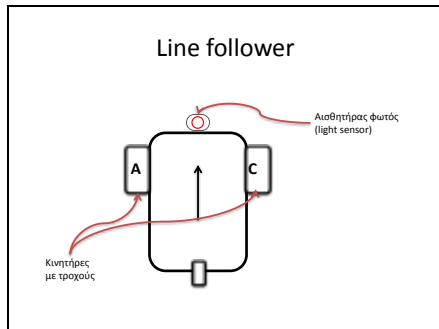 Line follower
Αισθητήρας φωτός
(light sensor)
A
C
Κινητήρες
με τροχούς